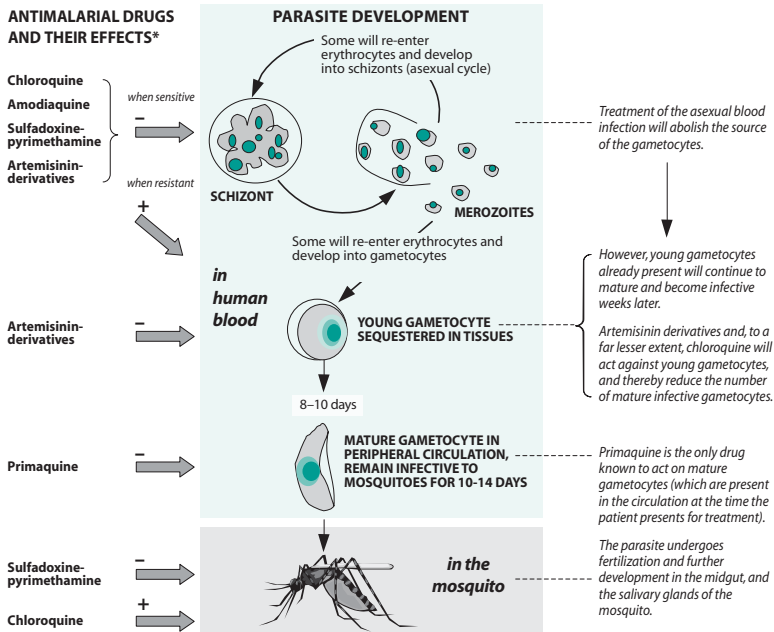 ANTIMALARIAL DRUGS
AND THEIR EFFECTS*
PARASITE DEVELOPMENT
Some will re-enter
erythrocytes and develop
into schizonts (asexual cycle)
Chloroquine
Amodiaquine
Sulfadoxine-
pyrimethamine
Artemisinin-
derivatives
when sensitive
–
when resistant
+
SCHIZONT
MEROZOITES
Treatment of the asexual blood
infection will abolish the source
of the gametocytes.
Some will re-enter erythrocytes and
develop into gametocytes
in
human
blood
However, young gametocytes
already present will continue to
mature and become infective
weeks later.
Artemisinin derivatives and, to a
far lesser extent, chloroquine will
act against young gametocytes,
and thereby reduce the number
of mature infective gametocytes.
Artemisinin-
derivatives
–
YOUNG GAMETOCYTE
SEQUESTERED IN TISSUES
8–10 days
Primaquine
–
MATURE GAMETOCYTE IN
PERIPHERAL CIRCULATION,
REMAIN INFECTIVE TO
MOSQUITOES FOR 10-14 DAYS
Primaquine is the only drug
known to act on mature
gametocytes (which are present
in the circulation at the time the
patient presents for treatment).
Sulfadoxine-
pyrimethamine
–
Chloroquine
+
in the
mosquito
The parasite undergoes
fertilization and further
development in the midgut, and
the salivary glands of the
mosquito.